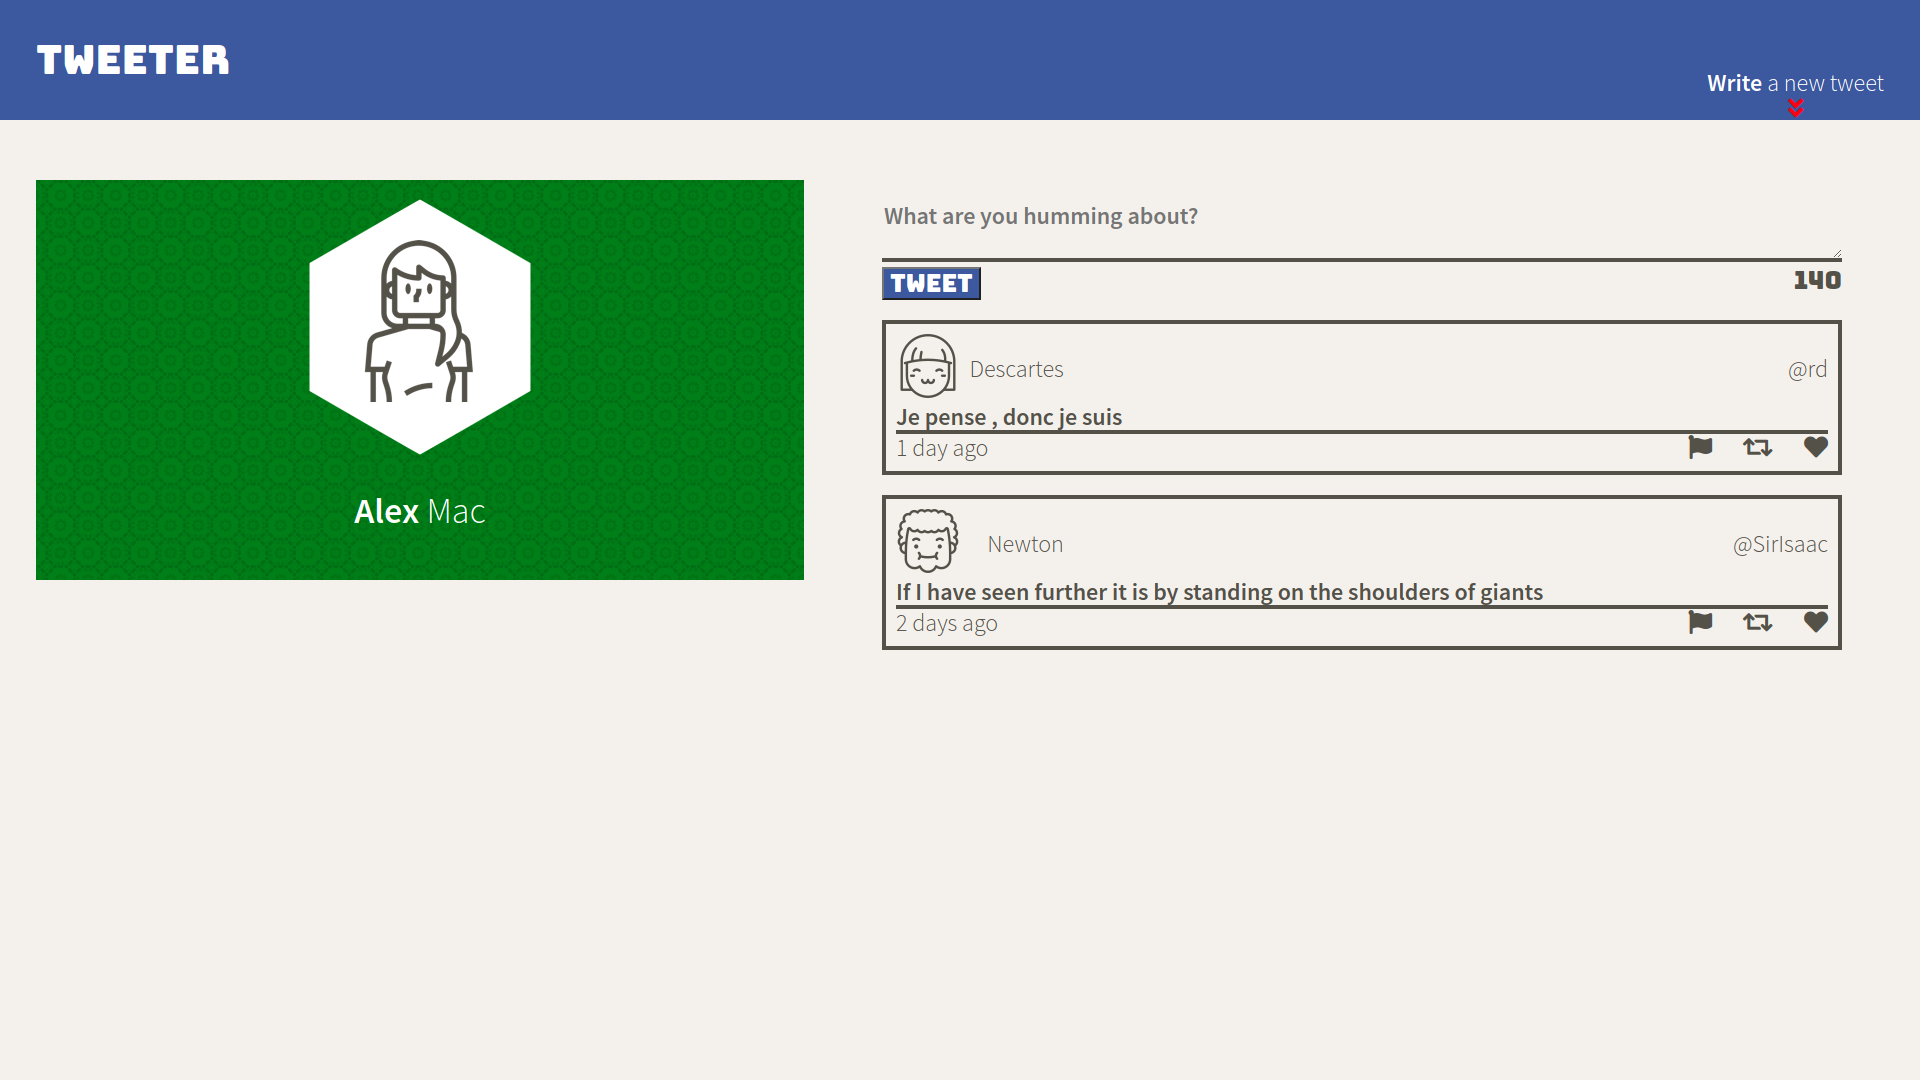 TWEETER
Write a new tweet
Alex Mac
What are you humming about?
TWEET
140
Descartes
@rd
Je pense , donc je suis
1 day ago
Newton
@SirIsaac
If I have seen further it is by standing on the shoulders of giants
2 days ago